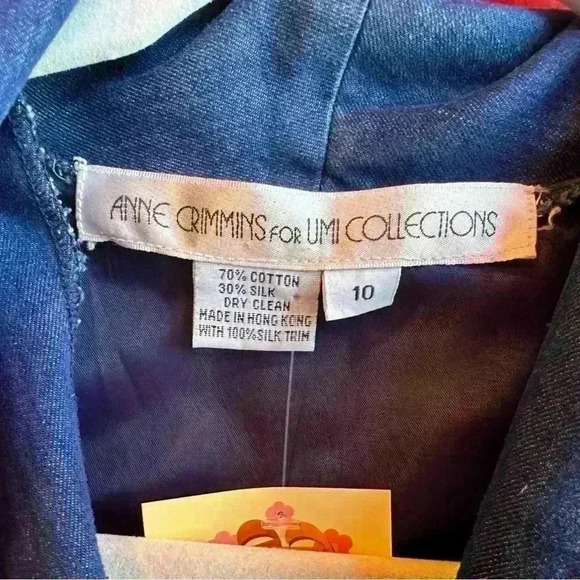 ANNE CRIMMINS FOR UMI COLLECTIONS
70% COTTON
30% SILK
DRY CLEAN
MADE IN HONG KONG
WITH 100% SILK TRIM
10